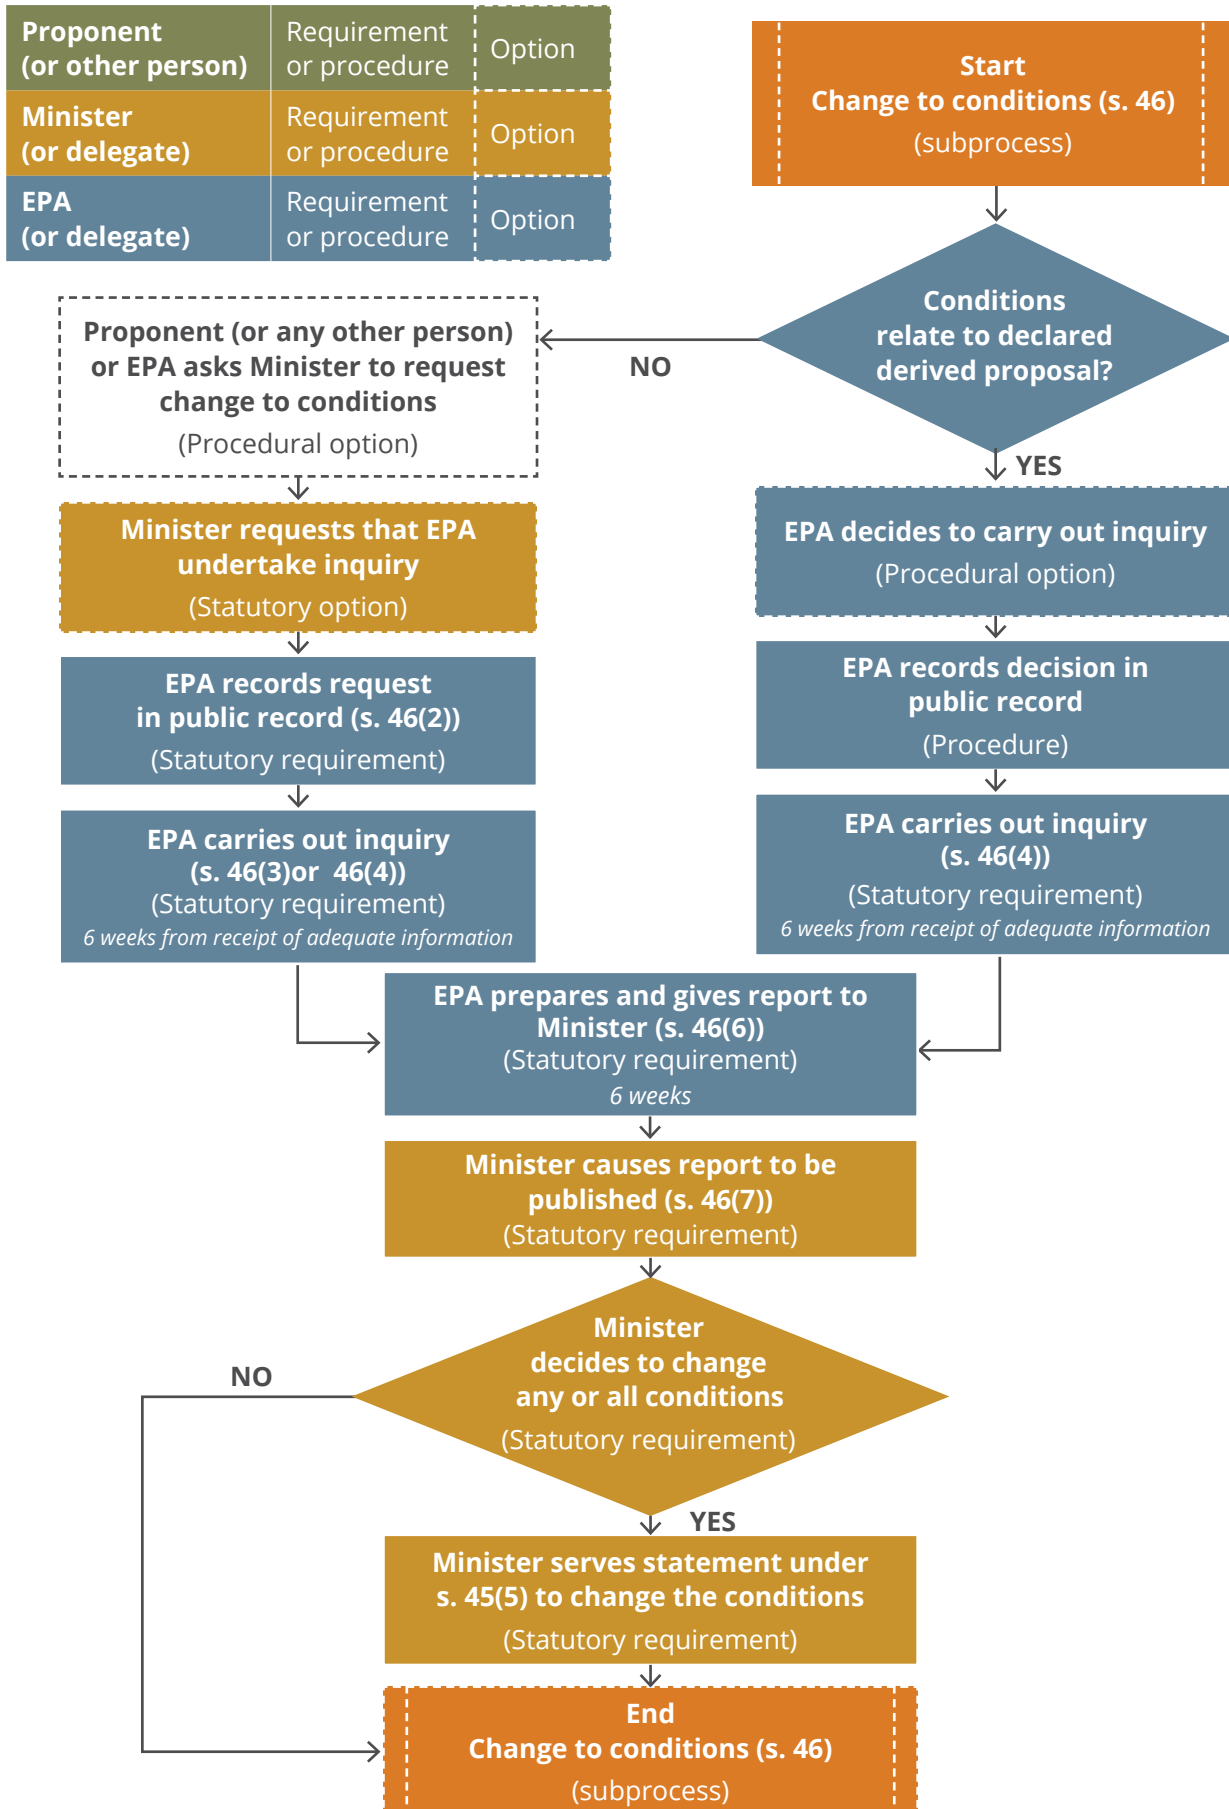 Proponent
(or other person)
Requirement
or procedure
Option
Minister
(or delegate)
Requirement
or procedure
Option
EPA
(or delegate)
Requirement
or procedure
Option
Start
Change to conditions (s. 46)
(subprocess)
Conditions
relate to declared
derived proposal?
NO
YES
Proponent (or any other person)
or EPA asks Minister to request
change to conditions
(Procedural option)
Minister requests that EPA
undertake inquiry
(Statutory option)
EPA records request
in public record (s. 46(2))
(Statutory requirement)
EPA carries out inquiry
(s. 46(3)or  46(4))
(Statutory requirement)
6 weeks from receipt of adequate information
EPA decides to carry out inquiry
(Procedural option)
EPA records decision in
public record
(Procedure)
EPA carries out inquiry
(s. 46(4))
(Statutory requirement)
6 weeks from receipt of adequate information
EPA prepares and gives report to
Minister (s. 46(6))
(Statutory requirement)
6 weeks
Minister causes report to be
published (s. 46(7))
(Statutory requirement)
Minister
decides to change
any or all conditions
(Statutory requirement)
NO
YES
Minister serves statement under
s. 45(5) to change the conditions
(Statutory requirement)
End
Change to conditions (s. 46)
(subprocess)